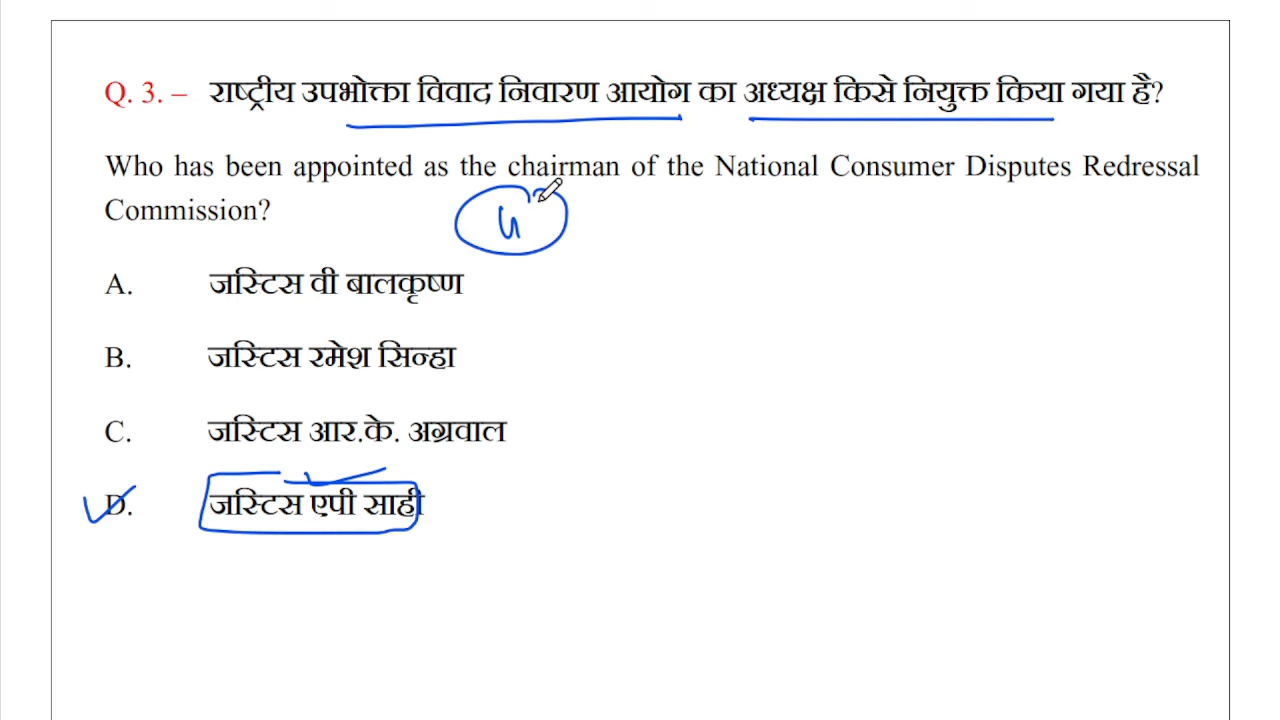 Q. 3. – राष्ट्रीय उपभोक्ता विवाद निवारण आयोग का अध्यक्ष किसे नियुक्त किया गया है?
Who has been appointed as the chairman of the National Consumer Disputes Redressal
Commission?
A. जस्टिस वी बालकृष्ण
B. जस्टिस रमेश सिन्हा
C. जस्टिस आर.के. अग्रवाल
D. जस्टिस एपी साही